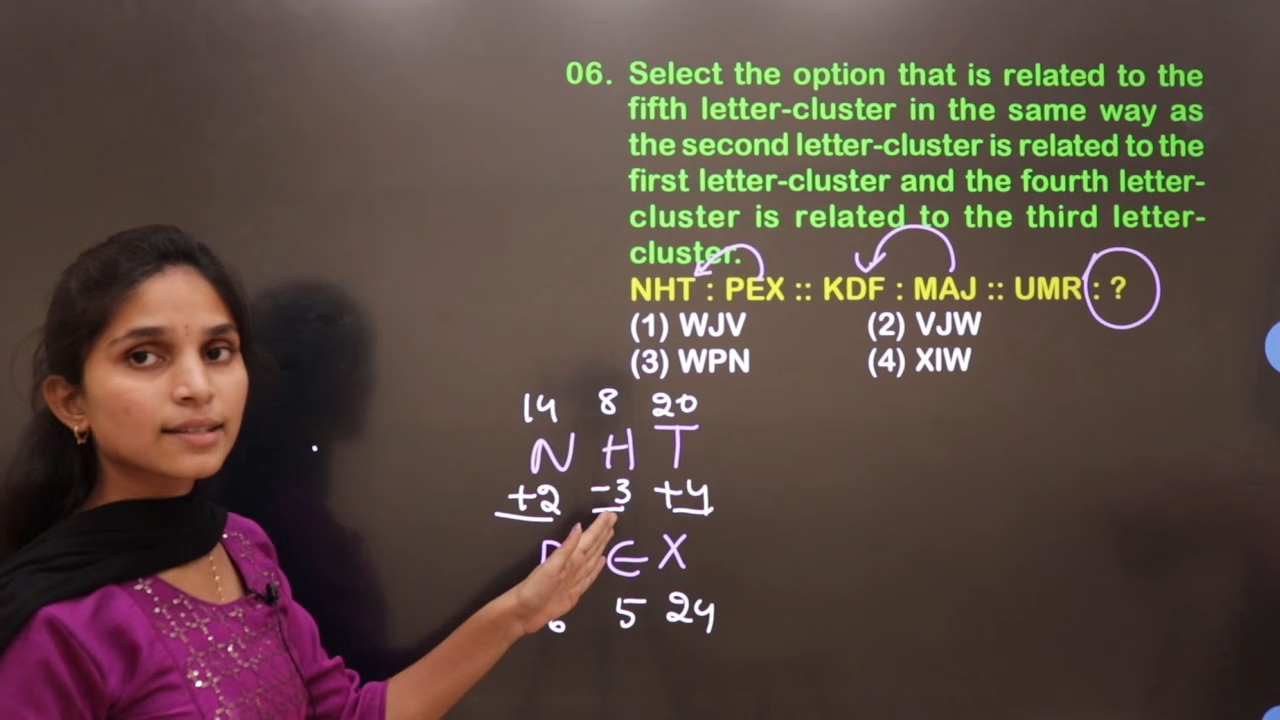 06. Select the option that is related to the
fifth letter-cluster in the same way as
the second letter-cluster is related to the
first letter-cluster and the fourth letter-
cluster is related to the third letter-
cluster.
NHT : PEX :: KDF : MAJ :: UMR : ?
(1) WJV (2) VJW
(3) WPN (4) XIW
14 8 20
N H T
+2 -3 +4
E X
5 24